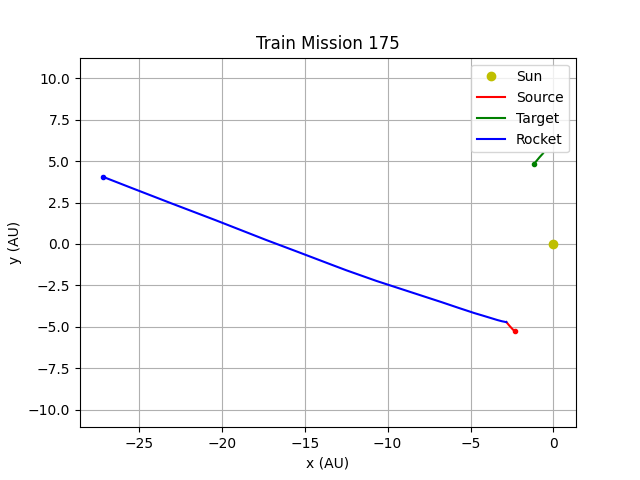 Train Mission 175
Sun
Source
Target
Rocket
10.0
7.5
5.0
2.5
0.0
−2.5
−5.0
−7.5
−10.0
y (AU)
−25 −20 −15 −10 −5 0
x (AU)